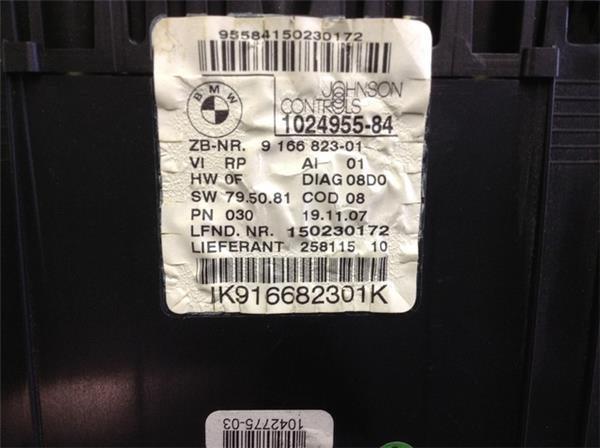 95584150230172
BMW
JOHNSON
CONTROLS
1024955-84
ZB-NR. 9 166 823-01
VI RP AI 01
HW 0F DIAG 08D0
SW 79.50.81 COD 08
PN 030 19.11.07
LFND. NR. 150230172
LIEFERANT 258115 10
IK916682301K
1042775-03